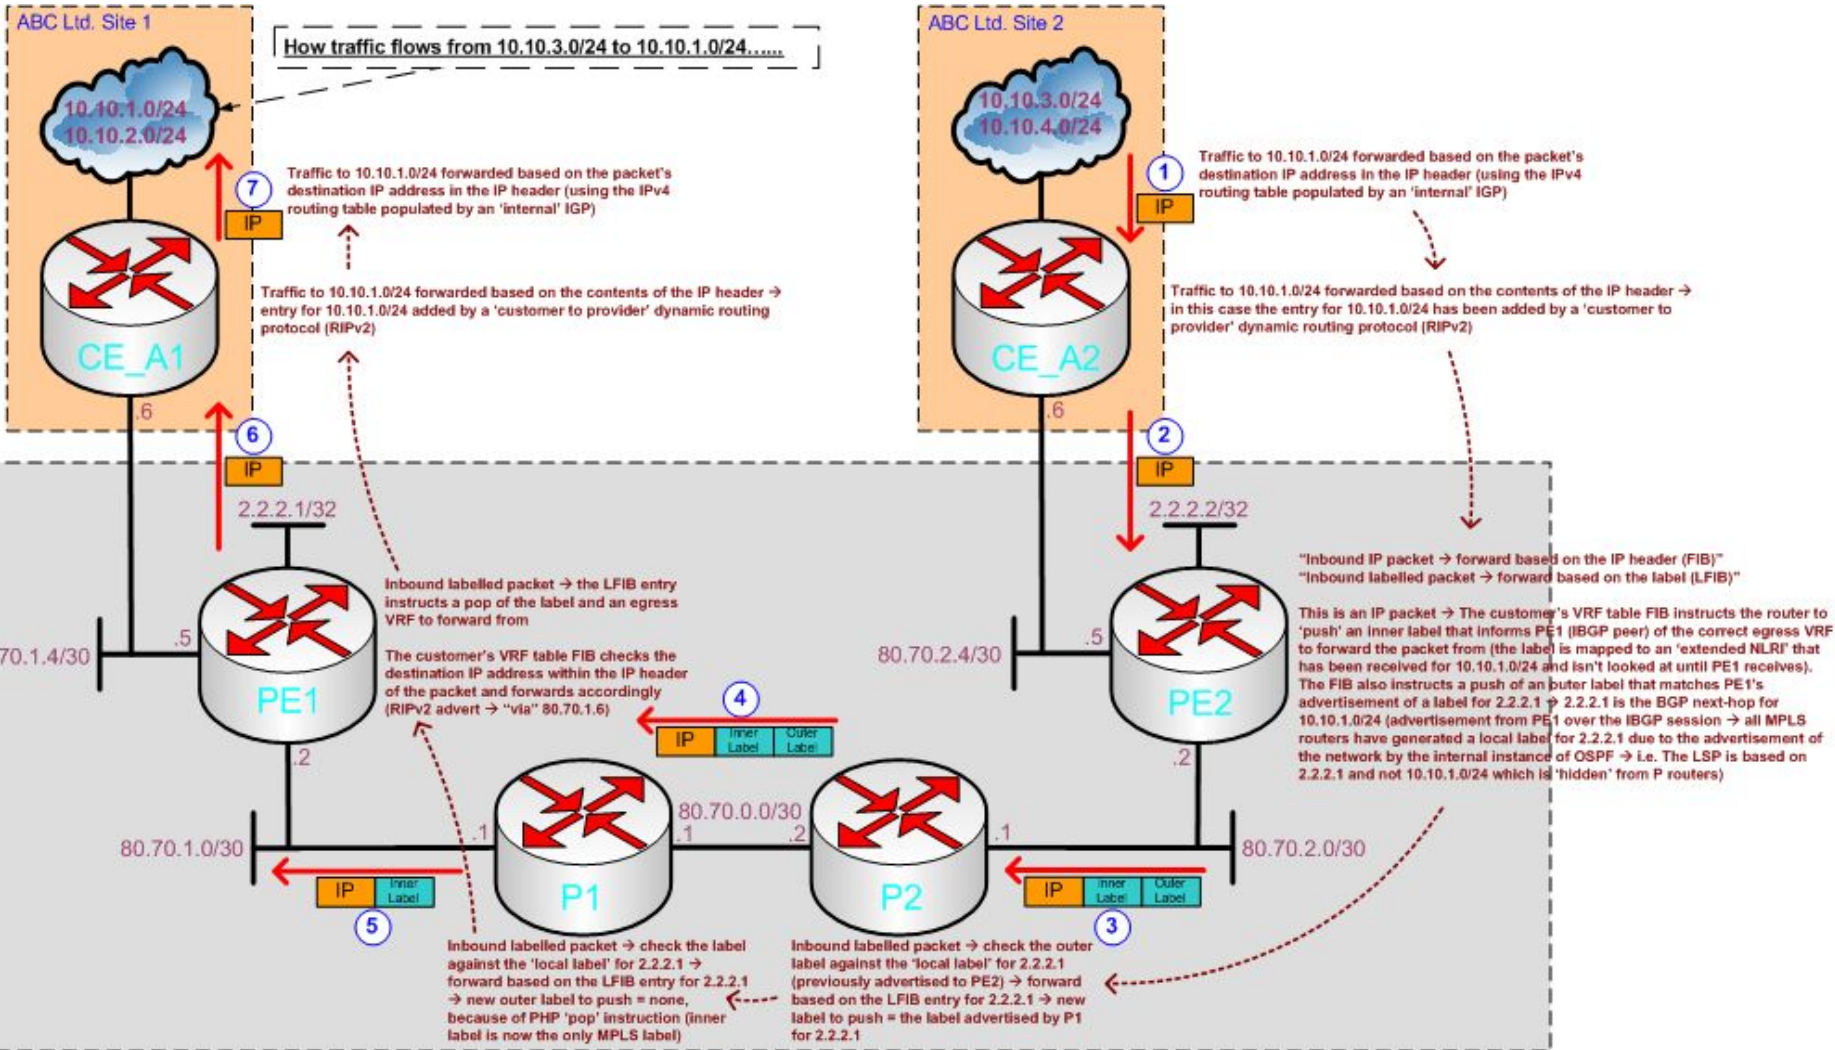 ABC Ltd. Site 1
How traffic flows from 10.10.3.0/24 to 10.10.1.0/24......
ABC Ltd. Site 2
10.10.1.0/24
10.10.2.0/24
10.10.3.0/24
10.10.4.0/24
7
IP
Traffic to 10.10.1.0/24 forwarded based on the packet's
destination IP address in the IP header (using the IPv4
routing table populated by an 'internal' IGP)
1
IP
Traffic to 10.10.1.0/24 forwarded based on the packet's
destination IP address in the IP header (using the IPv4
routing table populated by an 'internal' IGP)
CE_A1
Traffic to 10.10.1.0/24 forwarded based on the contents of the IP header →
entry for 10.10.1.0/24 added by a 'customer to provider' dynamic routing
protocol (RIPv2)
CE_A2
Traffic to 10.10.1.0/24 forwarded based on the contents of the IP header →
in this case the entry for 10.10.1.0/24 has been added by a 'customer to
provider' dynamic routing protocol (RIPv2)
.6
6
IP
.6
2
IP
2.2.2.1/32
2.2.2.2/32
"Inbound IP packet → forward based on the IP header (FIB)"
"Inbound labelled packet → forward based on the label (LFIB)"
This is an IP packet → The customer's VRF table FIB instructs the router to
'push' an inner label that informs PE1 (IBGP peer) of the correct egress VRF
to forward the packet from (the label is mapped to an 'extended NLRI' that
has been received for 10.10.1.0/24 and isn't looked at until PE1 receives).
The FIB also instructs a push of an outer label that matches PE1's
advertisement of a label for 2.2.2.1 → 2.2.2.1 is the BGP next-hop for
10.10.1.0/24 (advertisement from PE1 over the IBGP session → all MPLS
routers have generated a local label for 2.2.2.1 due to the advertisement of
the network by the internal instance of OSPF → i.e. The LSP is based on
2.2.2.1 and not 10.10.1.0/24 which is 'hidden' from P routers)
Inbound labelled packet → the LFIB entry
instructs a pop of the label and an egress
VRF to forward from
The customer's VRF table FIB checks the
destination IP address within the IP header
of the packet and forwards accordingly
(RIPv2 advert → "via" 80.70.1.6)
70.1.4/30
.5
PE1
.2
80.70.2.4/30
.5
PE2
.2
4
IP
Inner
Label
Outer
Label
80.70.1.0/30
.1
P1
80.70.0.0/30
.1
.2
P2
.1
80.70.2.0/30
IP
Inner
Label
5
IP
Inner
Label
Outer
Label
3
Inbound labelled packet → check the label
against the 'local label' for 2.2.2.1 →
forward based on the LFIB entry for 2.2.2.1
→ new outer label to push = none,
because of PHP 'pop' instruction (inner
label is now the only MPLS label)
Inbound labelled packet → check the outer
label against the 'local label' for 2.2.2.1
(previously advertised to PE2) → forward
based on the LFIB entry for 2.2.2.1 → new
label to push = the label advertised by P1
for 2.2.2.1